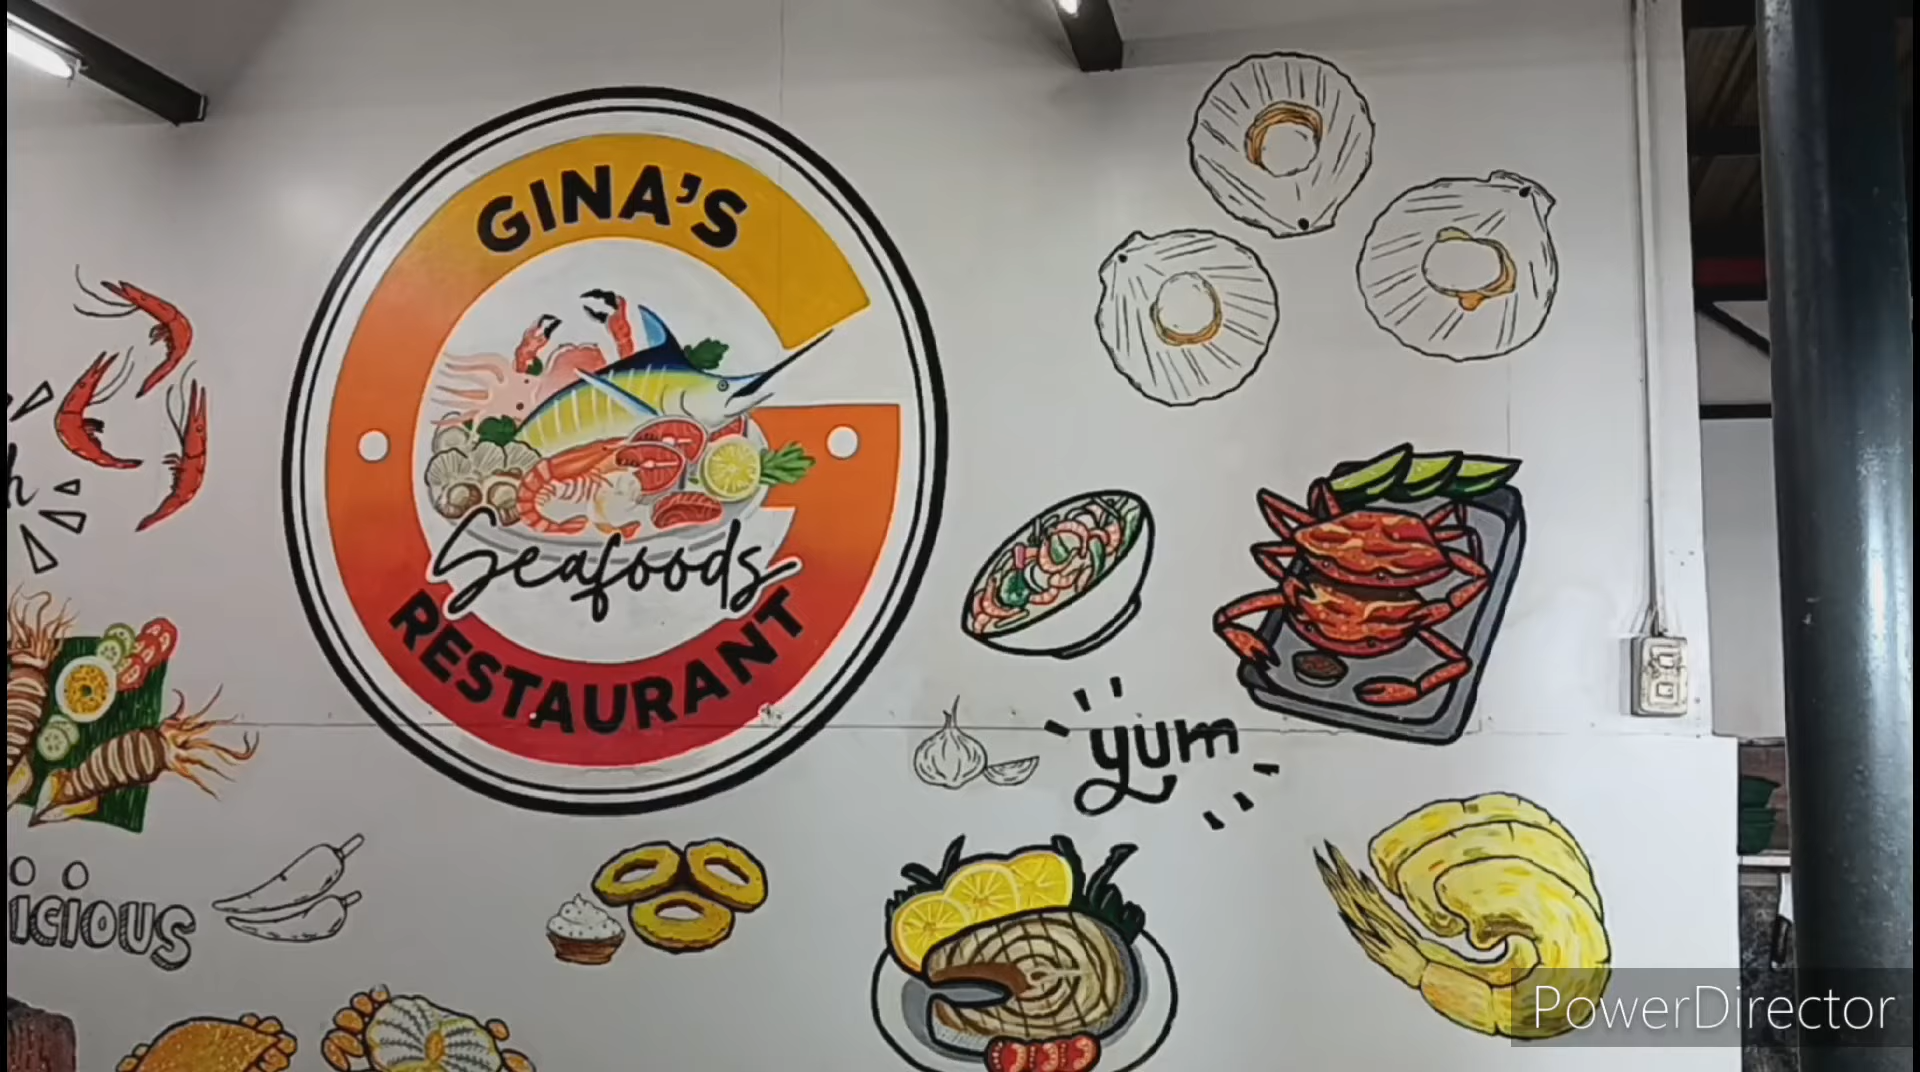 GINA'S
Seafoods
RESTAURANT
yum
icious
PowerDirector